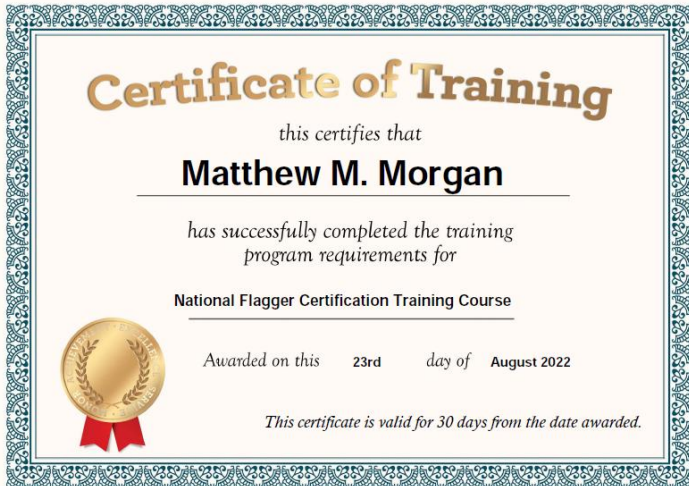 Certificate of Training
this certifies that
Matthew M. Morgan
has successfully completed the training
program requirements for
National Flagger Certification Training Course
Awarded on this 23rd day of August 2022
This certificate is valid for 30 days from the date awarded.